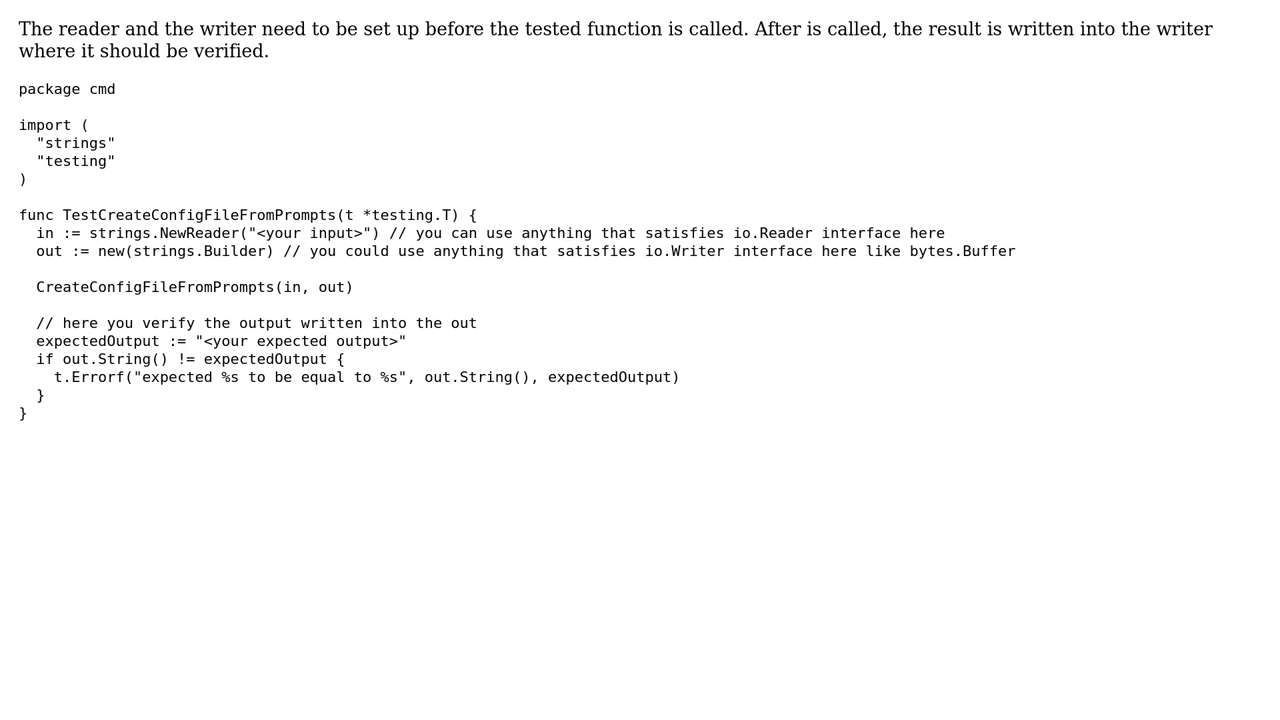 The reader and the writer need to be set up before the tested function is called. After is called, the result is written into the writer
where it should be verified.
package cmd
import (
  "strings"
  "testing"
)
func TestCreateConfigFileFromPrompts(t *testing.T) {
  in := strings.NewReader("<your input>") // you can use anything that satisfies io.Reader interface here
  out := new(strings.Builder) // you could use anything that satisfies io.Writer interface here like bytes.Buffer
  CreateConfigFileFromPrompts(in, out)
  // here you verify the output written into the out
  expectedOutput := "<your expected output>"
  if out.String() != expectedOutput {
    t.Errorf("expected %s to be equal to %s", out.String(), expectedOutput)
  }
}